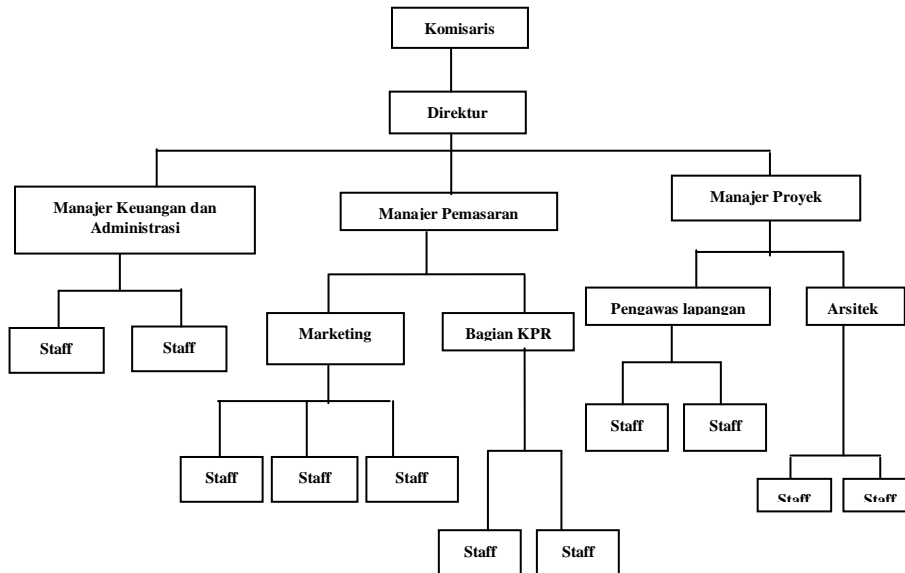 Komisaris
Direktur
Manajer Keuangan dan
Administrasi
Manajer Pemasaran
Manajer Proyek
Pengawas lapangan
Arsitek
Marketing
Bagian KPR
Staff
Staff
Staff
Staff
Staff
Staff
Staff
Staff
Staff
Staff
Staff